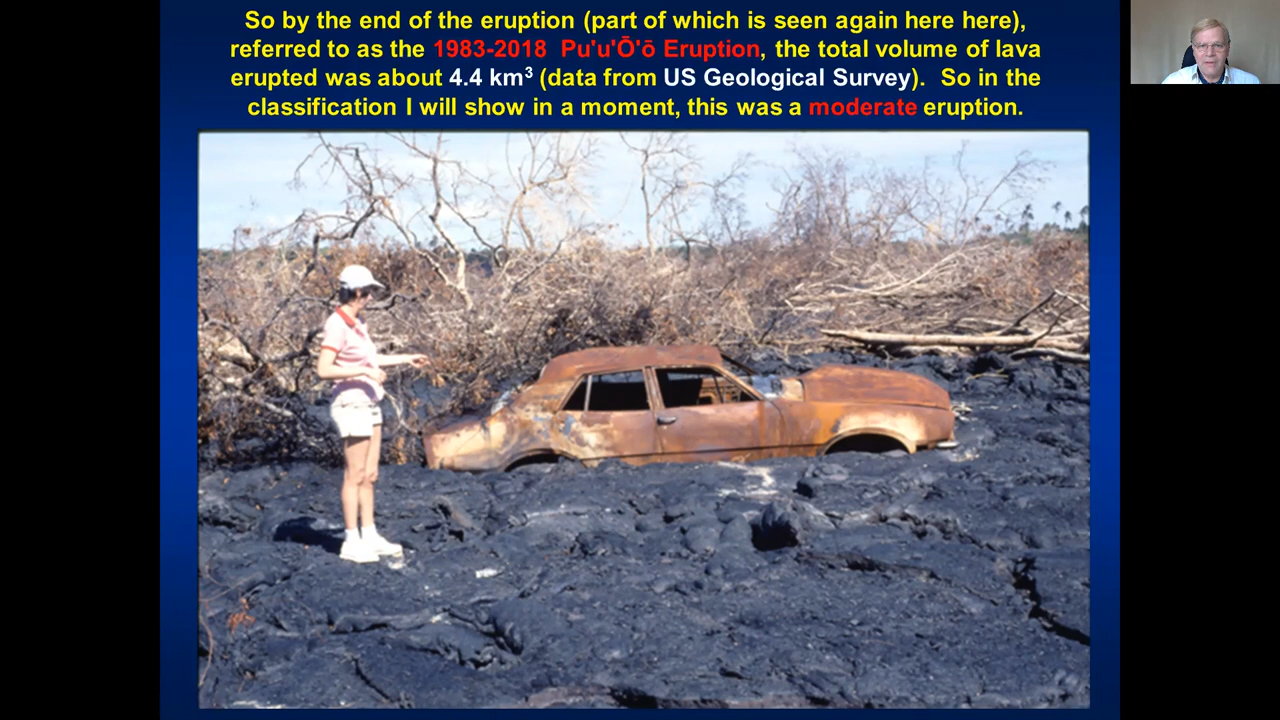 So by the end of the eruption (part of which is seen again here here),
referred to as the 1983-2018 Pu'u'Ō'ō Eruption, the total volume of lava
erupted was about 4.4 km³ (data from US Geological Survey). So in the
classification I will show in a moment, this was a moderate eruption.